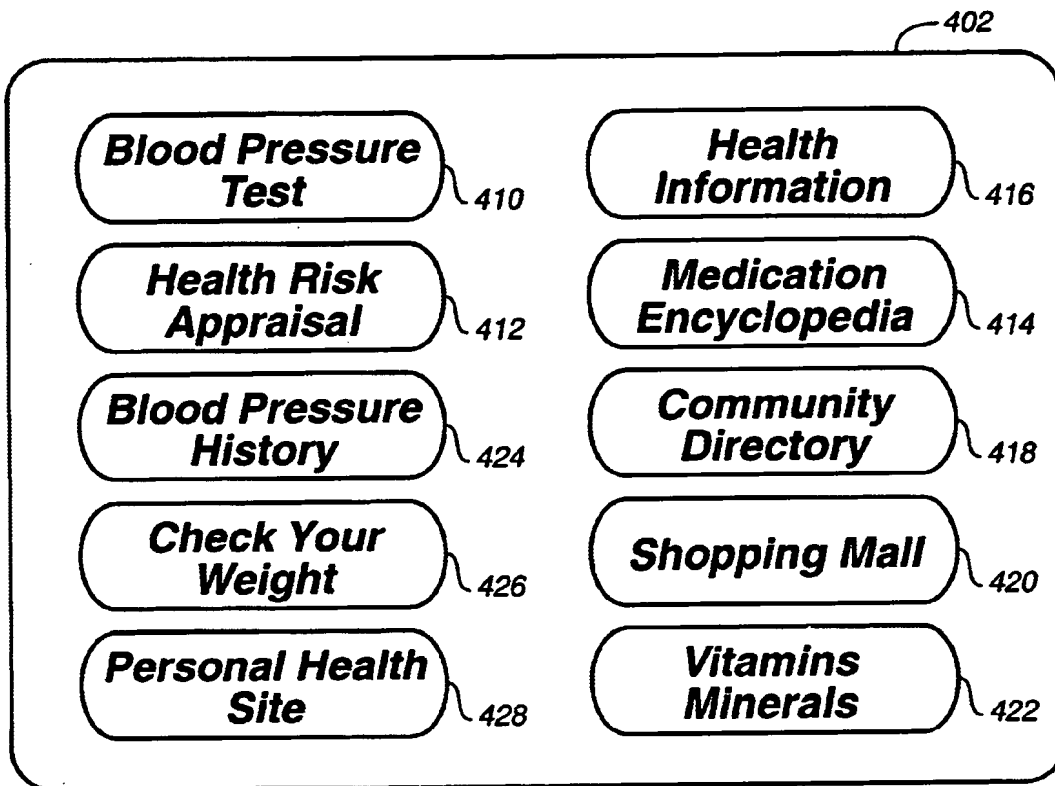 402
Blood Pressure
Test
410
Health Risk
Appraisal
412
Blood Pressure
History
424
Check Your
Weight
426
Personal Health
Site
428
Health
Information
416
Medication
Encyclopedia
414
Community
Directory
418
Shopping Mall
420
Vitamins
Minerals
422